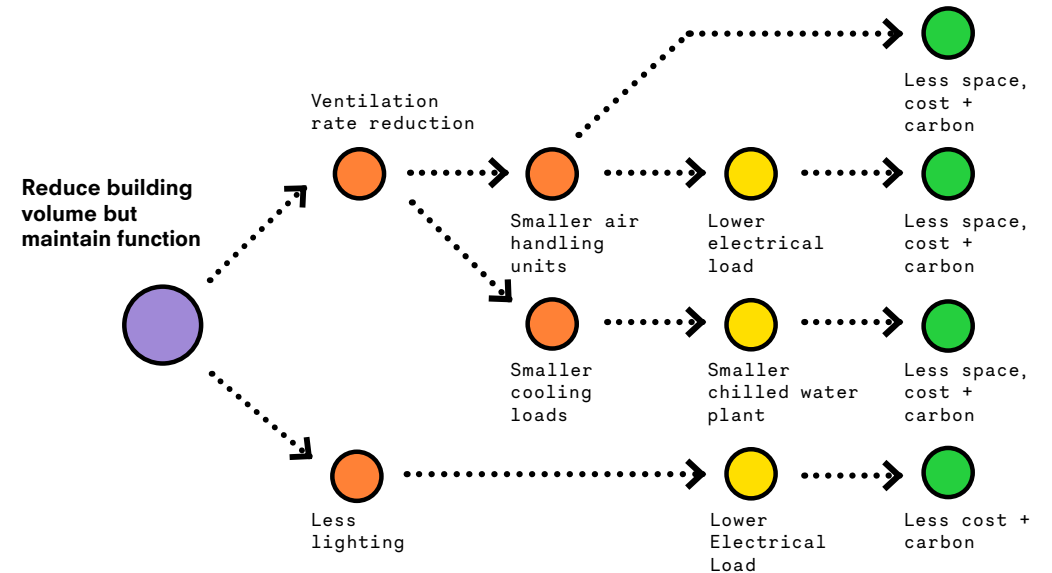 Less space,
cost +
carbon
Ventilation
rate reduction
Reduce building
volume but
maintain function
Smaller air
handling
units
Lower
electrical
load
Less space,
cost +
carbon
Smaller
cooling
loads
Smaller
chilled water
plant
Less space,
cost +
carbon
Less
lighting
Lower
Electrical
Load
Less cost +
carbon